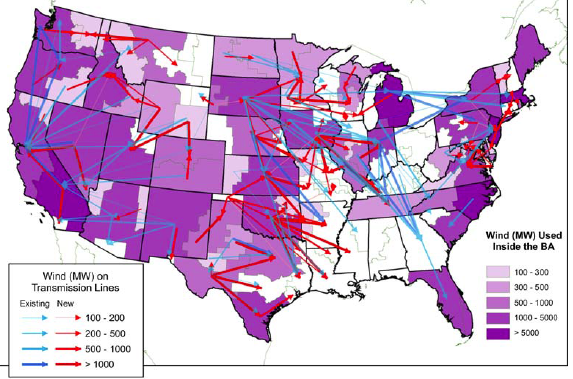 Wind (MW) Used
Inside the BA
100 - 300
300 - 500
500 - 1000
1000 - 5000
> 5000
Wind (MW) on
Transmission Lines
Existing New
100 - 200
200 - 500
500 - 1000
> 1000